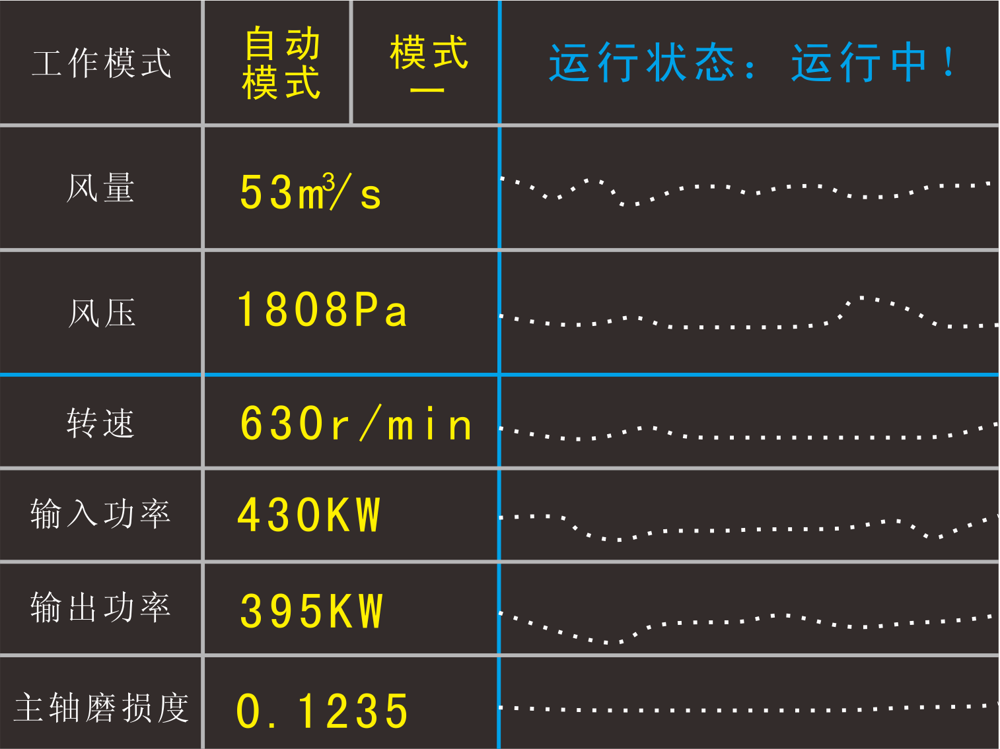 工作模式
自动
模式
模式
一
运行状态：运行中！
风量
53m³/s
风压
1808Pa
转速
630r/min
输入功率
430KW
输出功率
395KW
主轴磨损度
0.1235